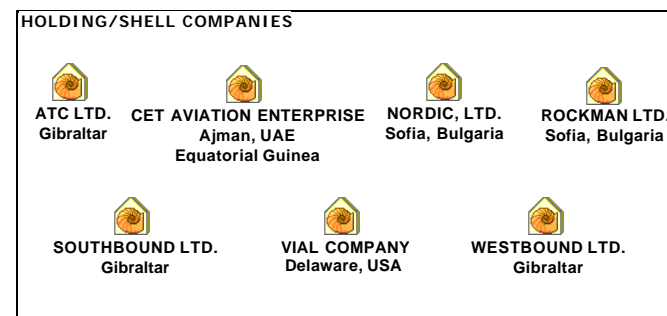 HOLDING/SHELL COMPANIES
ATC LTD.
Gibraltar
CET AVIATION ENTERPRISE
Ajman, UAE
Equatorial Guinea
NORDIC, LTD.
Sofia, Bulgaria
ROCKMAN LTD.
Sofia, Bulgaria
SOUTHBOUND LTD.
Gibraltar
VIAL COMPANY
Delaware, USA
WESTBOUND LTD.
Gibraltar